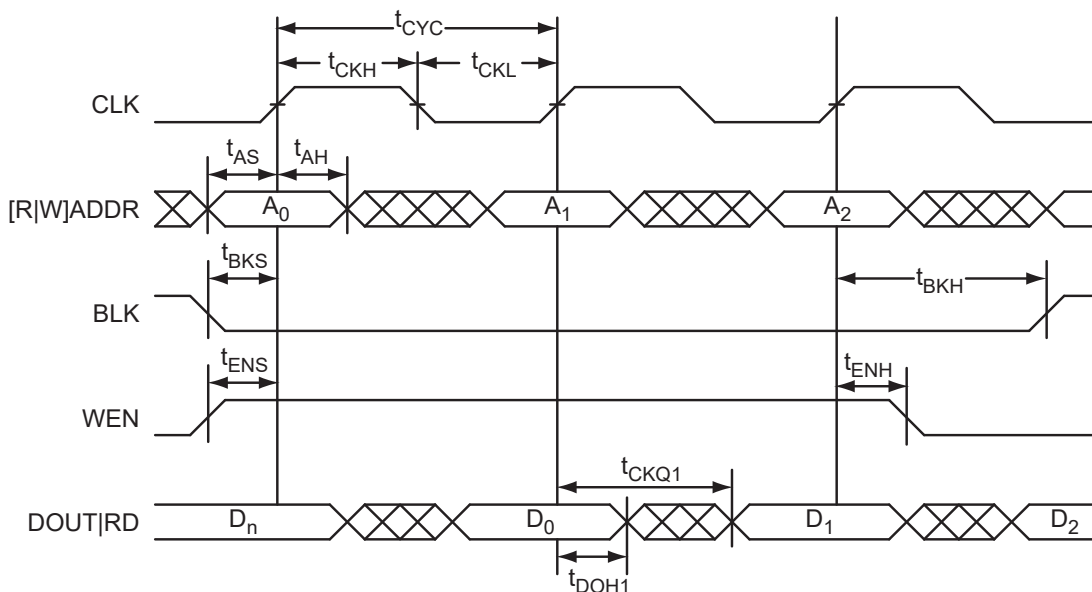 tCYC
tCKH tCKL
CLK
tAS tAH
[R|W]ADDR A0 A1 A2
tBKS tBKH
BLK
tENS tENH
WEN
tCKQ1
DOUT|RD Dn D0 D1 D2
tDOH1